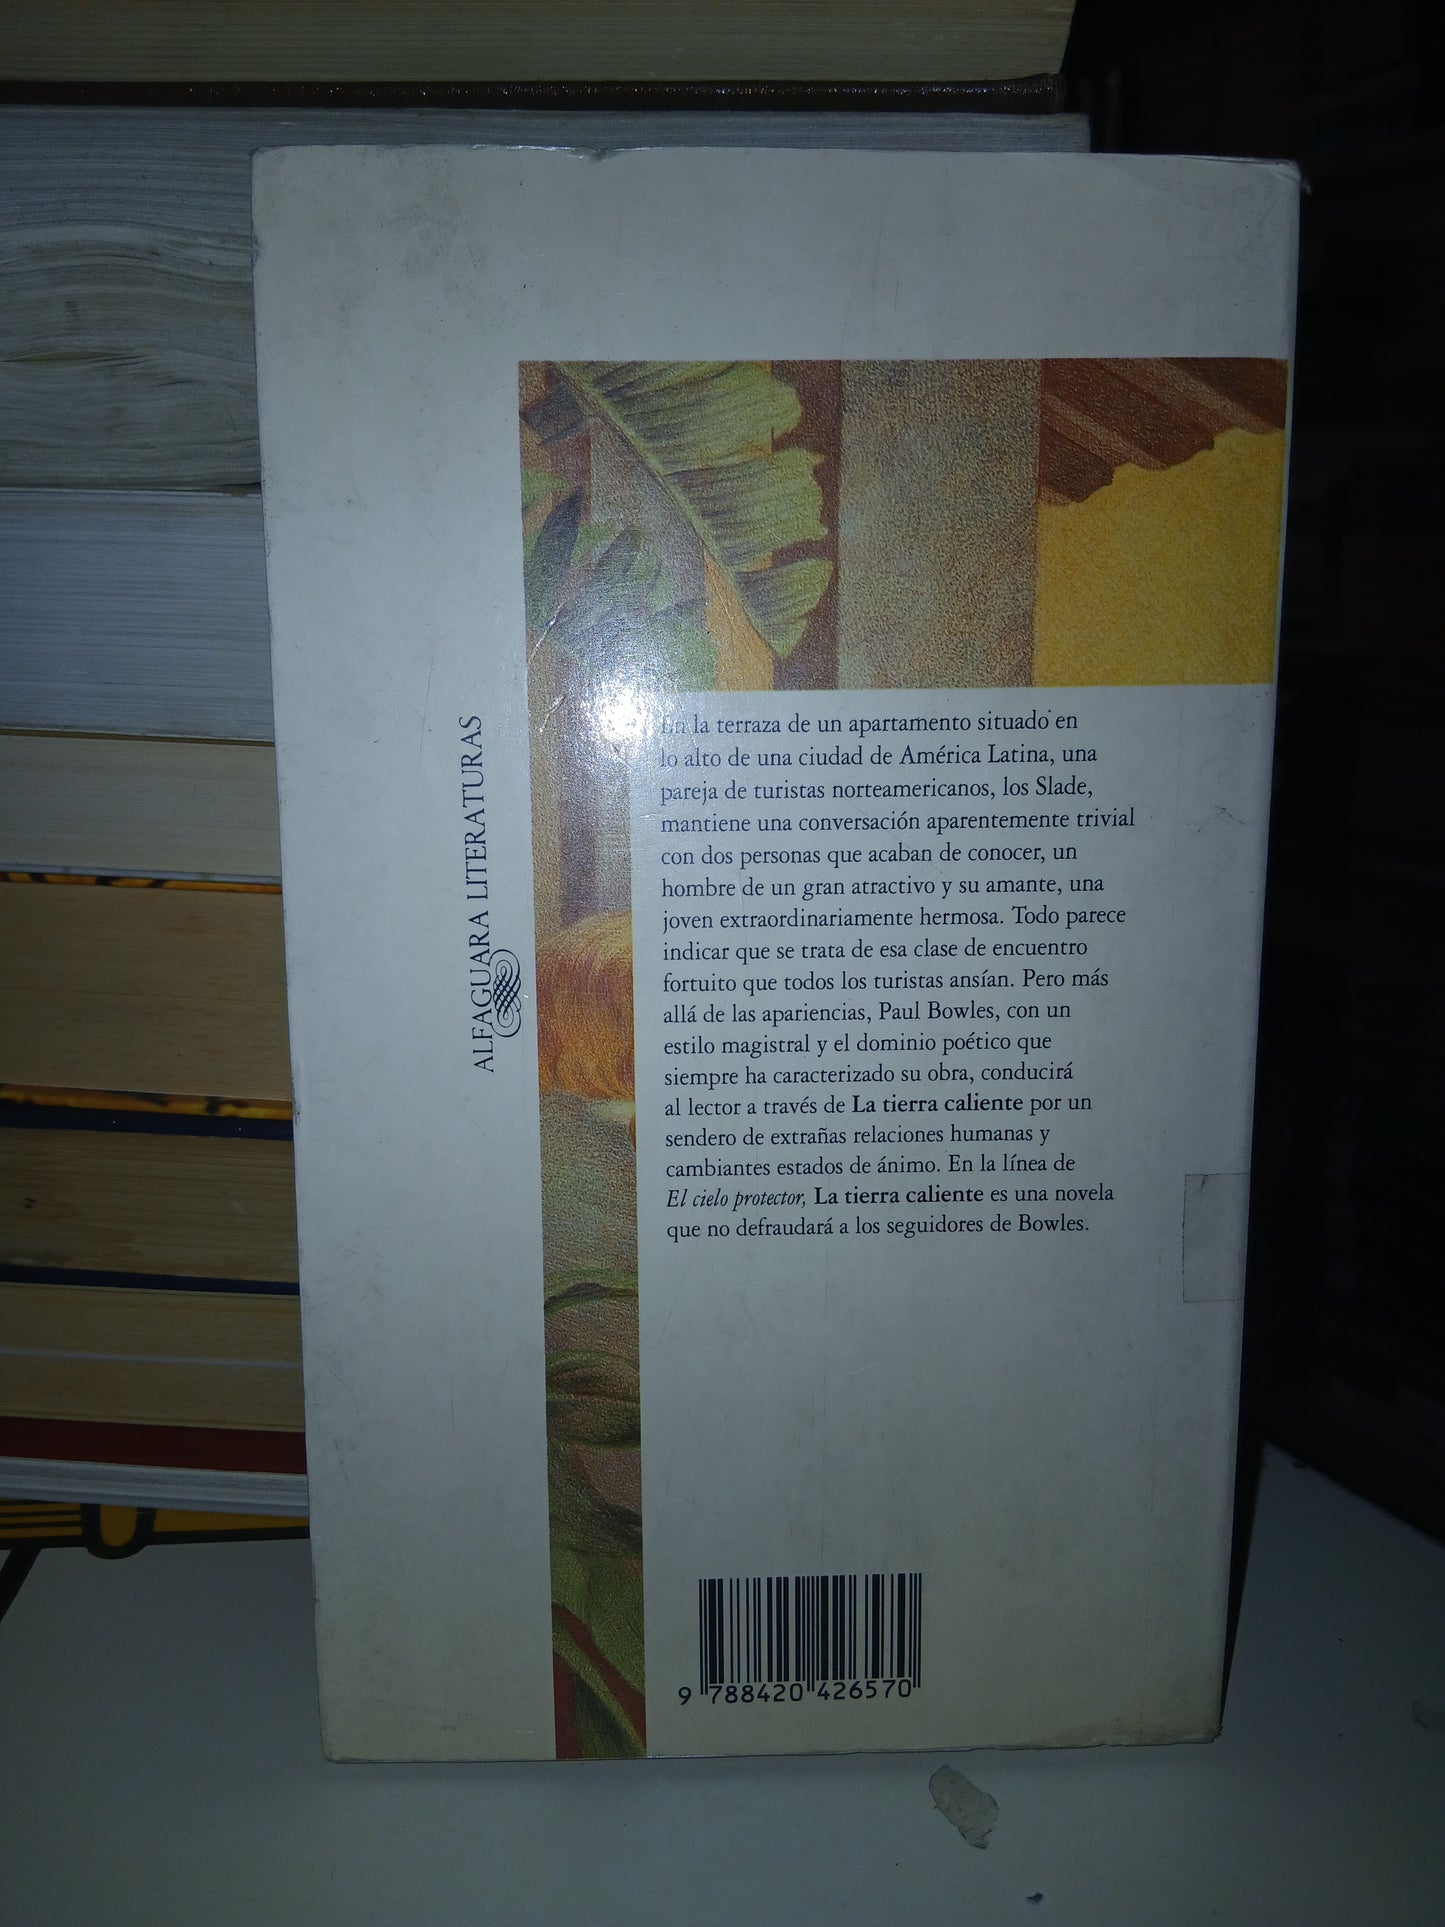 ALFAGUARA LITERATURAS
En la terraza de un apartamento situado en
lo alto de una ciudad de América Latina, una
pareja de turistas norteamericanos, los Slade,
mantiene una conversación aparentemente trivial
con dos personas que acaban de conocer, un
hombre de un gran atractivo y su amante, una
joven extraordinariamente hermosa. Todo parece
indicar que se trata de esa clase de encuentro
fortuito que todos los turistas ansían. Pero más
allá de las apariencias, Paul Bowles, con un
estilo magistral y el dominio poético que
siempre ha caracterizado su obra, conducirá
al lector a través de La tierra caliente por un
sendero de extrañas relaciones humanas y
cambiantes estados de ánimo. En la línea de
El cielo protector, La tierra caliente es una novela
que no defraudará a los seguidores de Bowles.
9 788420 426570